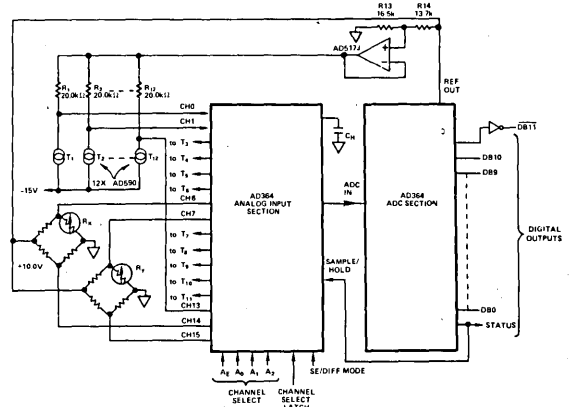 R13
16.5k
R14
13.7k
AD517J
+
−
REF
OUT
R1
20.0kΩ
R2
20.0kΩ
R12
20.0kΩ
CH0
CH1
T1
T2
T12
12X AD590
-15V
to T3
to T4
to T5
to T6
CH6
CH7
to T7
to T8
to T9
to T10
to T11
CH13
CH14
CH15
RX
RY
+10.0V
AD364
ANALOG INPUT
SECTION
CH
ADC
IN
SAMPLE/
HOLD
AD364
ADC SECTION
DB11
DB10
DB9
DB0
STATUS
DIGITAL
OUTPUTS
AE A0 A1 A2
SE/DIFF MODE
CHANNEL
SELECT
CHANNEL
SELECT
LATCH